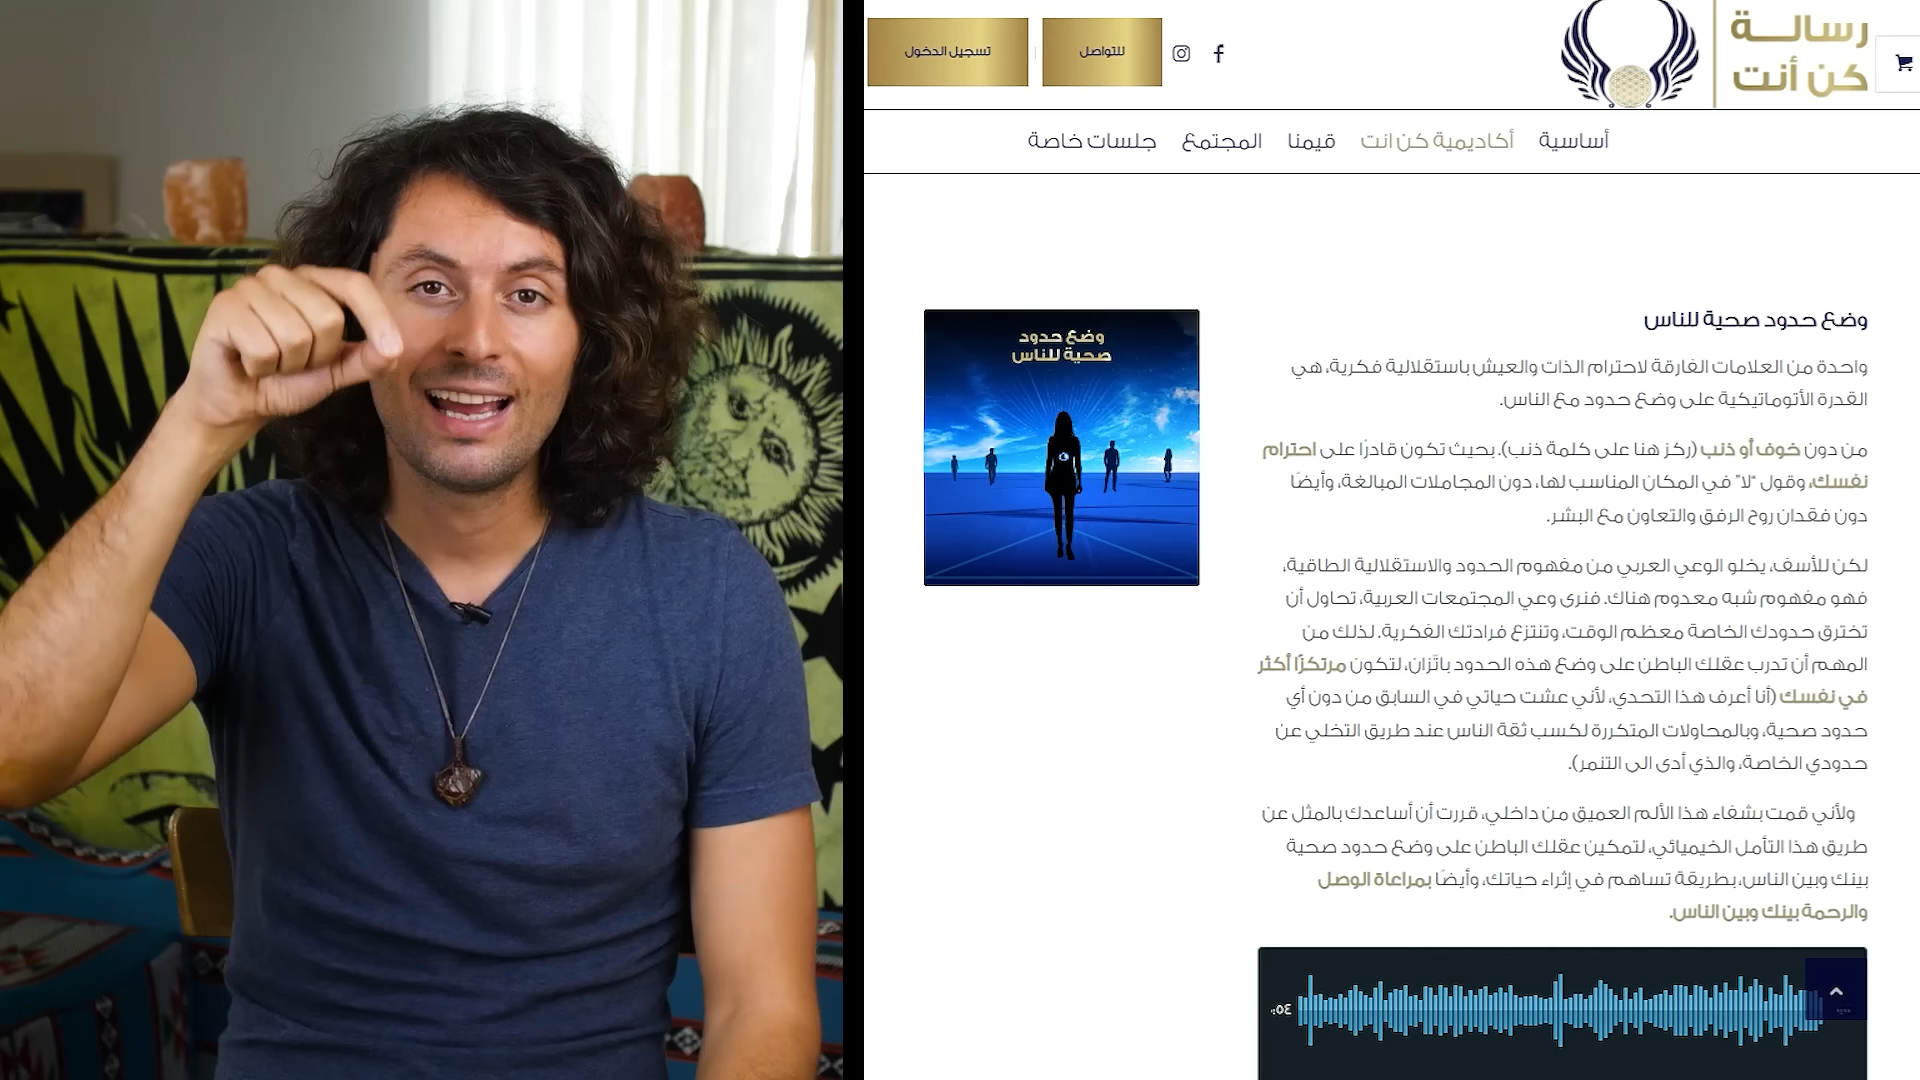 رسالة
كن أنت
للتواصل
تسجيل الدخول
أساسية
أكاديمية كن انت
قيمنا
المجتمع
جلسات خاصة
وضع حدود صحية للناس
واحدة من العلامات الفارقة لاحترام الذات والعيش باستقلالية فكرية، هي
القدرة الأتوماتيكية على وضع حدود مع الناس.
من دون خوف أو ذنب (ركز هنا على كلمة ذنب). بحيث تكون قادرًا على احترام
نفسك، وقول "لا" في المكان المناسب لها، دون المجاملات المبالغة، وأيضًا
دون فقدان روح الرفق والتعاون مع البشر.
لكن للأسف، يخلو الوعي العربي من مفهوم الحدود والاستقلالية الطاقية،
فهو مفهوم شبه معدوم هناك. فنرى وعي المجتمعات العربية، تحاول أن
تخترق حدودك الخاصة معظم الوقت، وتنتزع فرادتك الفكرية. لذلك من
المهم أن تدرب عقلك الباطن على وضع هذه الحدود باتّزان، لتكون مرتكزًا أكثر
في نفسك (أنا أعرف هذا التحدي، لأني عشت حياتي في السابق من دون أي
حدود صحية، وبالمحاولات المتكررة لكسب ثقة الناس عند طريق التخلي عن
حدودي الخاصة، والذي أدى الى التنمر).
ولأني قمت بشفاء هذا الألم العميق من داخلي، قررت أن أساعدك بالمثل عن
طريق هذا التأمل الخيميائي، لتمكين عقلك الباطن على وضع حدود صحية
بينك وبين الناس، بطريقة تساهم في إثراء حياتك، وأيضًا بمراعاة الوصل
والرحمة بينك وبين الناس.
وضع حدود
صحية للناس